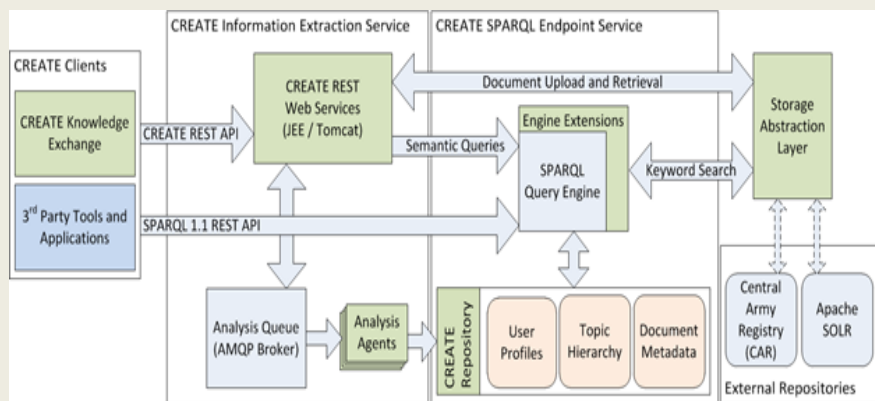 CREATE Information Extraction Service
CREATE SPARQL Endpoint Service
CREATE Clients
CREATE Knowledge
Exchange
3rd Party Tools and
Applications
CREATE REST API
SPARQL 1.1 REST API
CREATE REST
Web Services
(JEE / Tomcat)
Document Upload and Retrieval
Semantic Queries
Engine Extensions
SPARQL
Query Engine
Keyword Search
Storage
Abstraction
Layer
Analysis Queue
(AMQP Broker)
Analysis
Agents
CREATE
Repository
User
Profiles
Topic
Hierarchy
Document
Metadata
Central
Army
Registry
(CAR)
Apache
SOLR
External Repositories